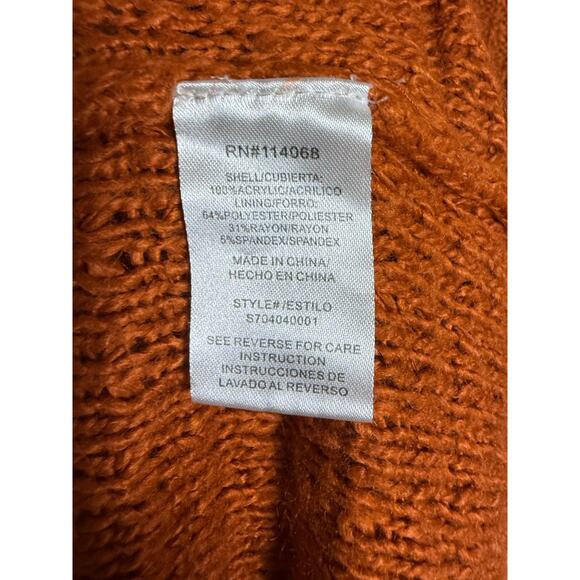 RN#114068
SHELL/CUBIERTA:
100%ACRYLIC/ACRILICO
LINING/FORRO:
64%POLYESTER/POLIESTER
31%RAYON/RAYON
5%SPANDEX/SPANDEX
MADE IN CHINA/
HECHO EN CHINA
STYLE#/ESTILO
S704040001
SEE REVERSE FOR CARE
INSTRUCTION
INSTRUCCIONES DE
LAVADO AL REVERSO